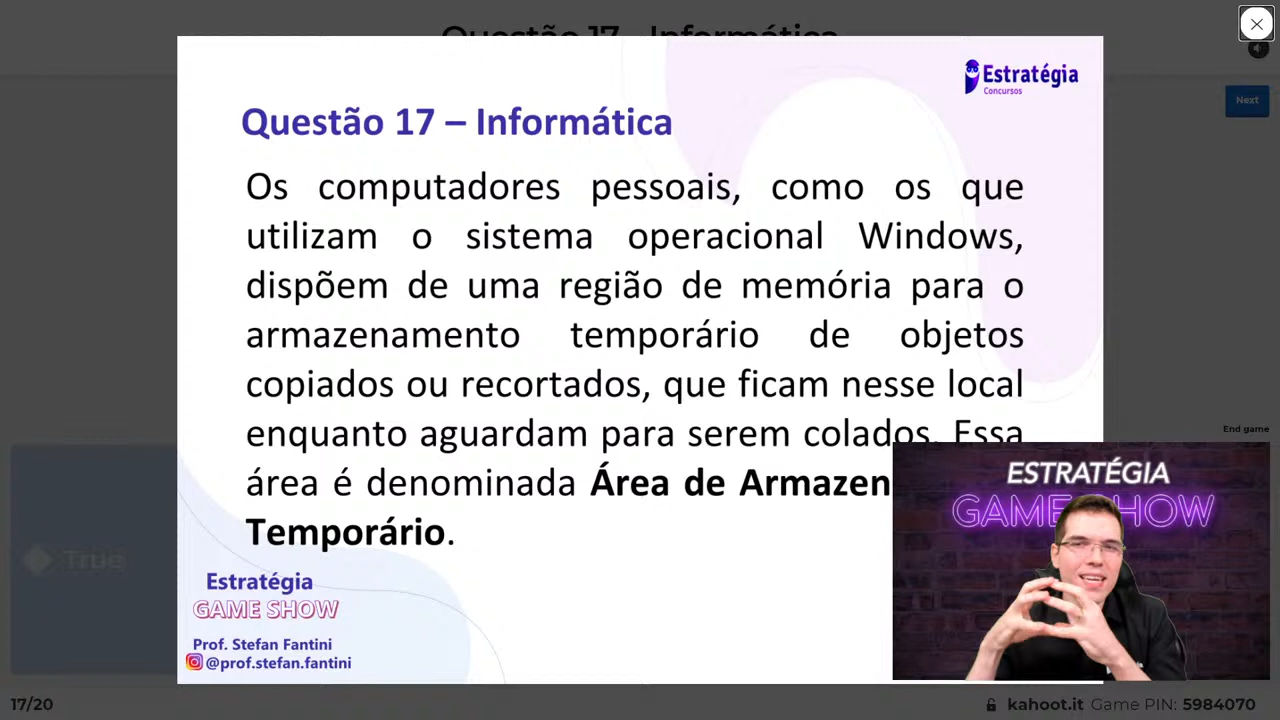 Questão 17 - Informática
Estratégia
Concursos
Next
Questão 17 – Informática
Os computadores pessoais, como os que
utilizam o sistema operacional Windows,
dispõem de uma região de memória para o
armazenamento temporário de objetos
copiados ou recortados, que ficam nesse local
enquanto aguardam para serem colados. Essa
End game
área é denominada Área de Armazen
Temporário.
ESTRATÉGIA
GAME SHOW
True
Estratégia
GAME SHOW
Prof. Stefan Fantini
@prof.stefan.fantini
17/20
kahoot.it Game PIN: 5984070